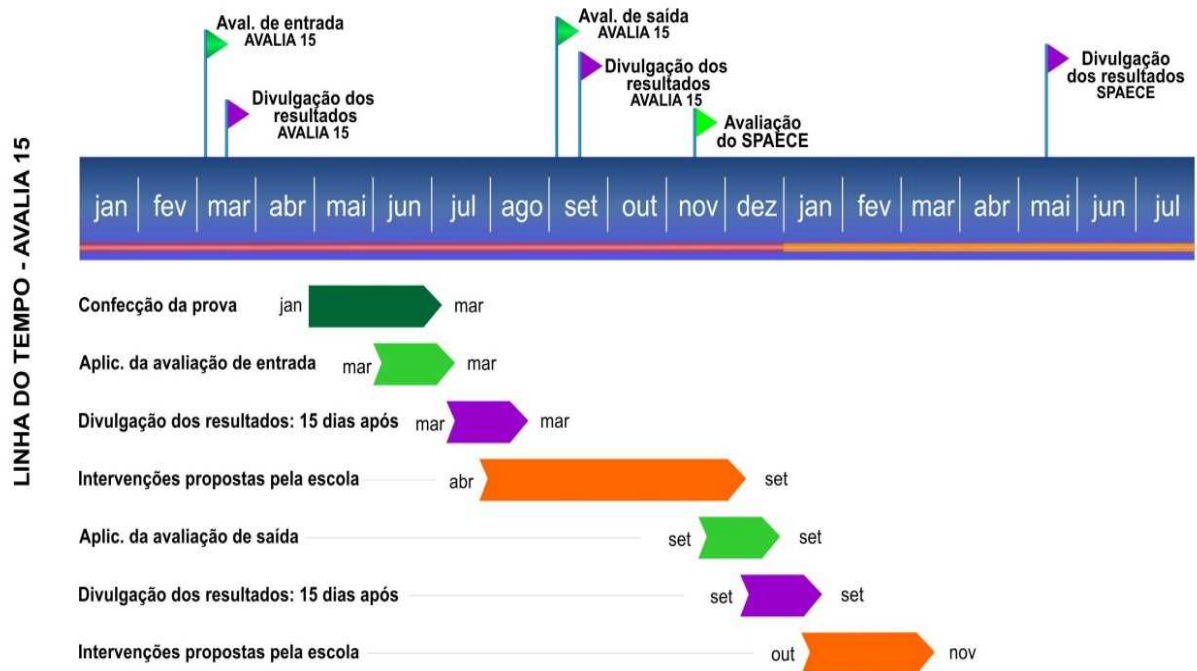 Aval. de entrada
AVALIA 15
Divulgação dos
resultados
AVALIA 15
Aval. de saída
AVALIA 15
Divulgação dos
resultados
AVALIA 15
Avaliação
do SPAECE
Divulgação
dos resultados
SPAECE
LINHA DO TEMPO - AVALIA 15
jan fev mar abr mai jun jul ago set out nov dez jan fev mar abr mai jun jul
Confecção da prova jan mar
Aplic. da avaliação de entrada mar mar
Divulgação dos resultados: 15 dias após mar mar
Intervenções propostas pela escola abr set
Aplic. da avaliação de saída set set
Divulgação dos resultados: 15 dias após set set
Intervenções propostas pela escola out nov